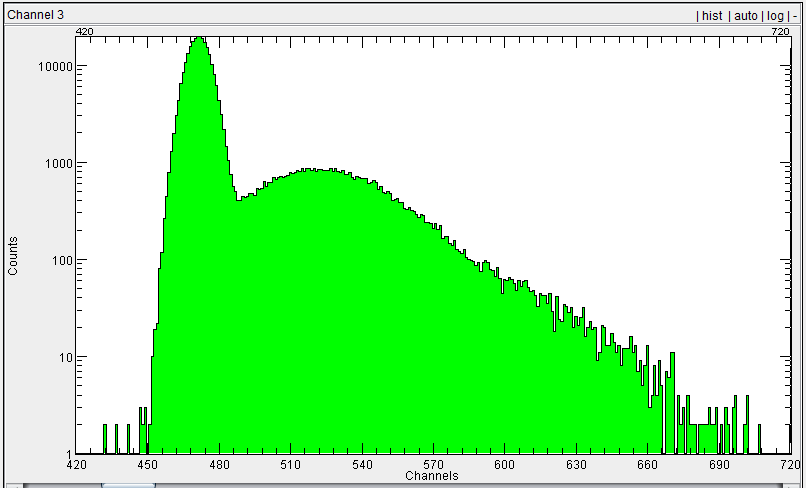 Channel 3 | hist | auto | log | -
420 720
10000
1000
100
10
1
Counts
420 450 480 510 540 570 600 630 660 690 720
Channels